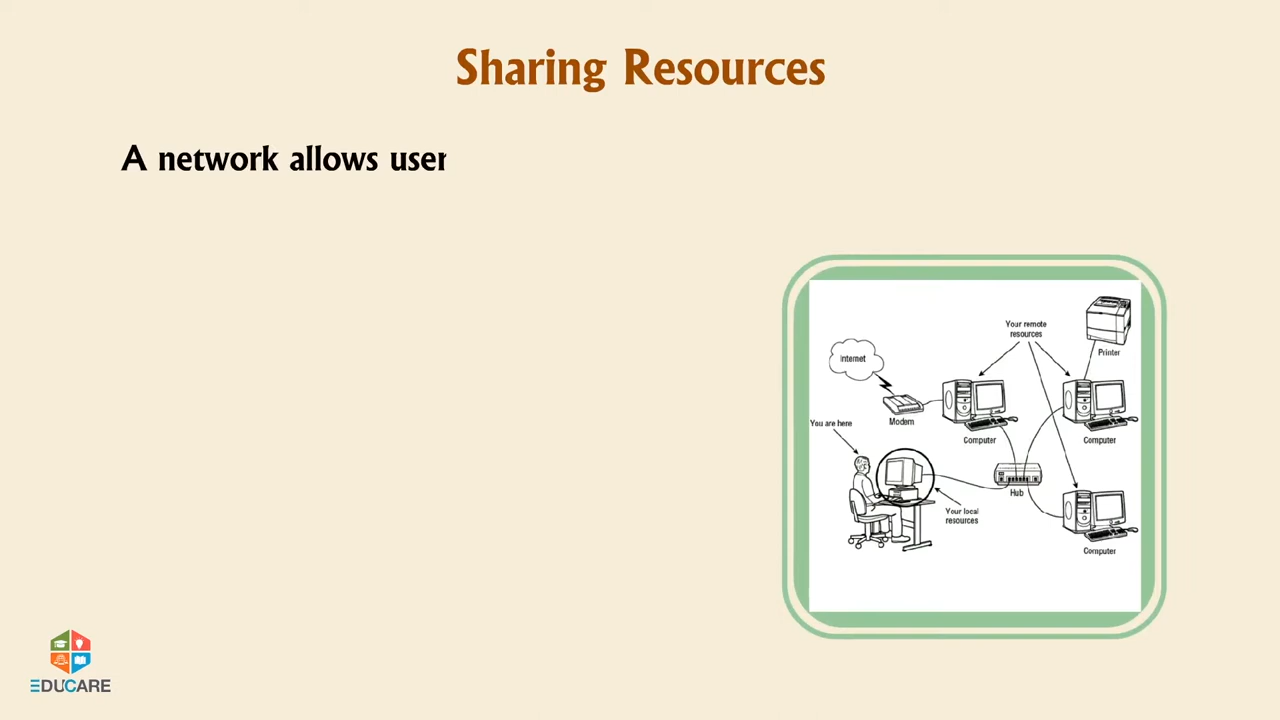 Sharing Resources
A network allows user
Your remote
resources
Printer
Internet
Modem
Computer
Computer
You are here
Hub
Your local
resources
Computer
EDUCARE